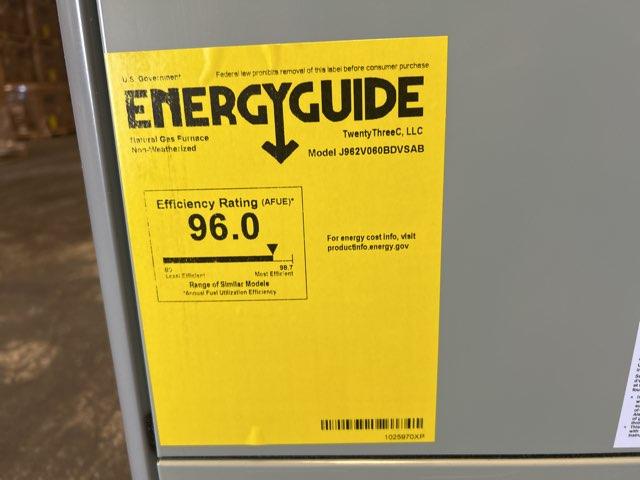 U.S. Government
Federal law prohibits removal of this label before consumer purchase
ENERGYGUIDE
Natural Gas Furnace
Non-Weatherized
TwentyThreeC, LLC
Model J962V060BDVSAB
Efficiency Rating (AFUE)*
96.0
80
98.7
Least Efficient
Most Efficient
Range of Similar Models
*Annual Fuel Utilization Efficiency
For energy cost info, visit
productinfo.energy.gov
1025970XP